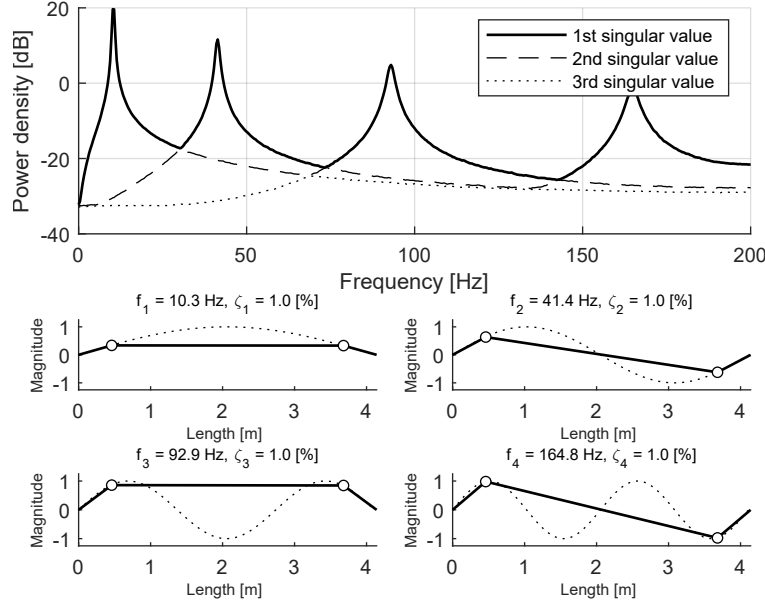 20
0
-20
-40
Power density [dB]
1st singular value
2nd singular value
3rd singular value
0 50 100 150 200
Frequency [Hz]
f1 = 10.3 Hz, ζ1 = 1.0 [%]
1
0
-1
Magnitude
0 1 2 3 4
Length [m]
f2 = 41.4 Hz, ζ2 = 1.0 [%]
1
0
-1
Magnitude
0 1 2 3 4
Length [m]
f3 = 92.9 Hz, ζ3 = 1.0 [%]
1
0
-1
Magnitude
0 1 2 3 4
Length [m]
f4 = 164.8 Hz, ζ4 = 1.0 [%]
1
0
-1
Magnitude
0 1 2 3 4
Length [m]